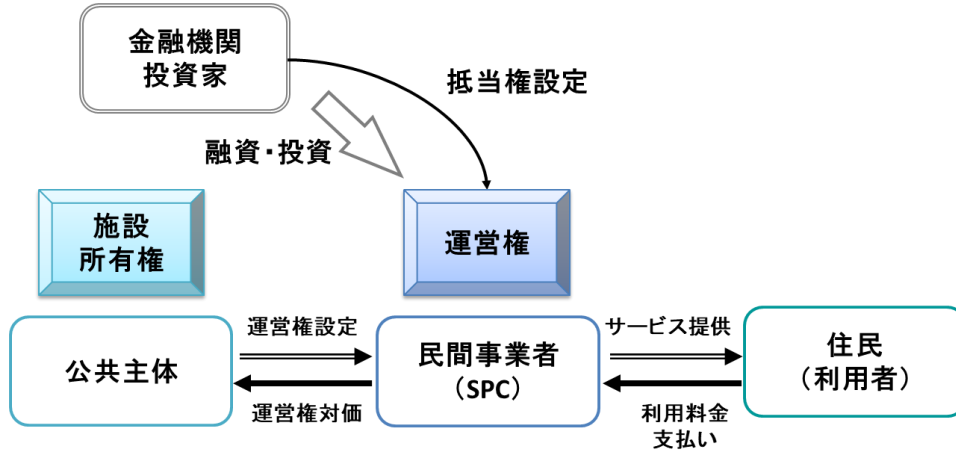 金融機関
投資家
抵当権設定
融資・投資
施設
所有権
運営権
公共主体
運営権設定
運営権対価
民間事業者
（SPC）
サービス提供
利用料金
支払い
住民
（利用者）